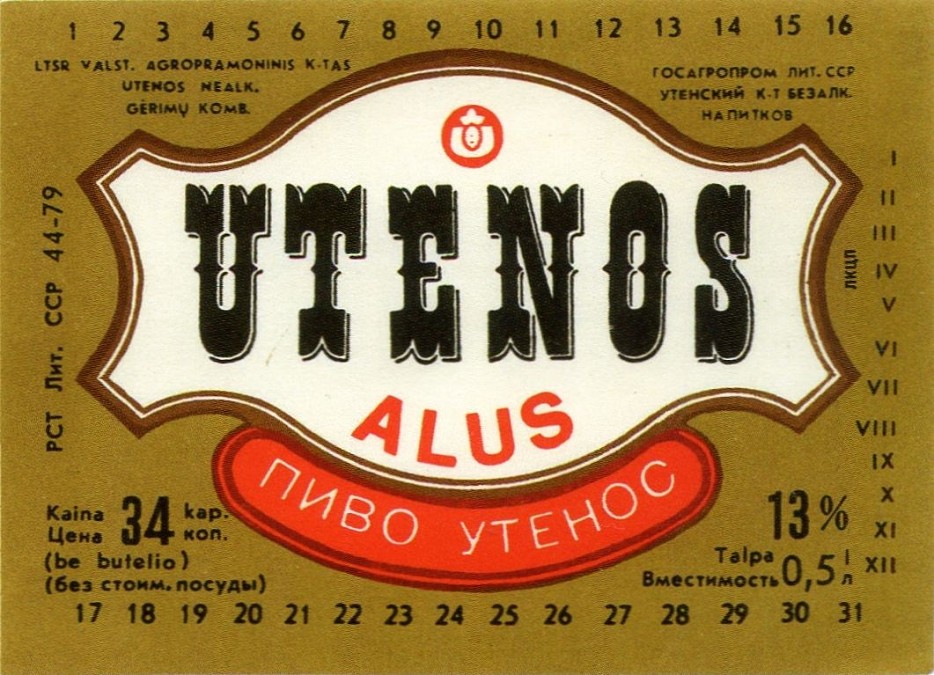 1 2 3 4 5 6 7 8 9 10 11 12 13 14 15 16
LTSR VALST. AGROPRAMONINIS K-TAS
UTENOS NEALK.
GĖRIMŲ KOMB.
ГОСАГРОПРОМ ЛИТ. ССР
УТЕНСКИЙ К-Т БЕЗАЛК.
НАПИТКОВ
РСТ Лит. ССР 44-79
UTENOS
ALUS
ПИВО УТЕНОС
ЛКЦП
I
II
III
IV
V
VI
VII
VIII
IX
X
XI
XII
Kaina 34 kap.
Цена коп.
(be butelio)
(без стоим. посуды)
13%
Talpa 0,5 l
Вместимость л
17 18 19 20 21 22 23 24 25 26 27 28 29 30 31